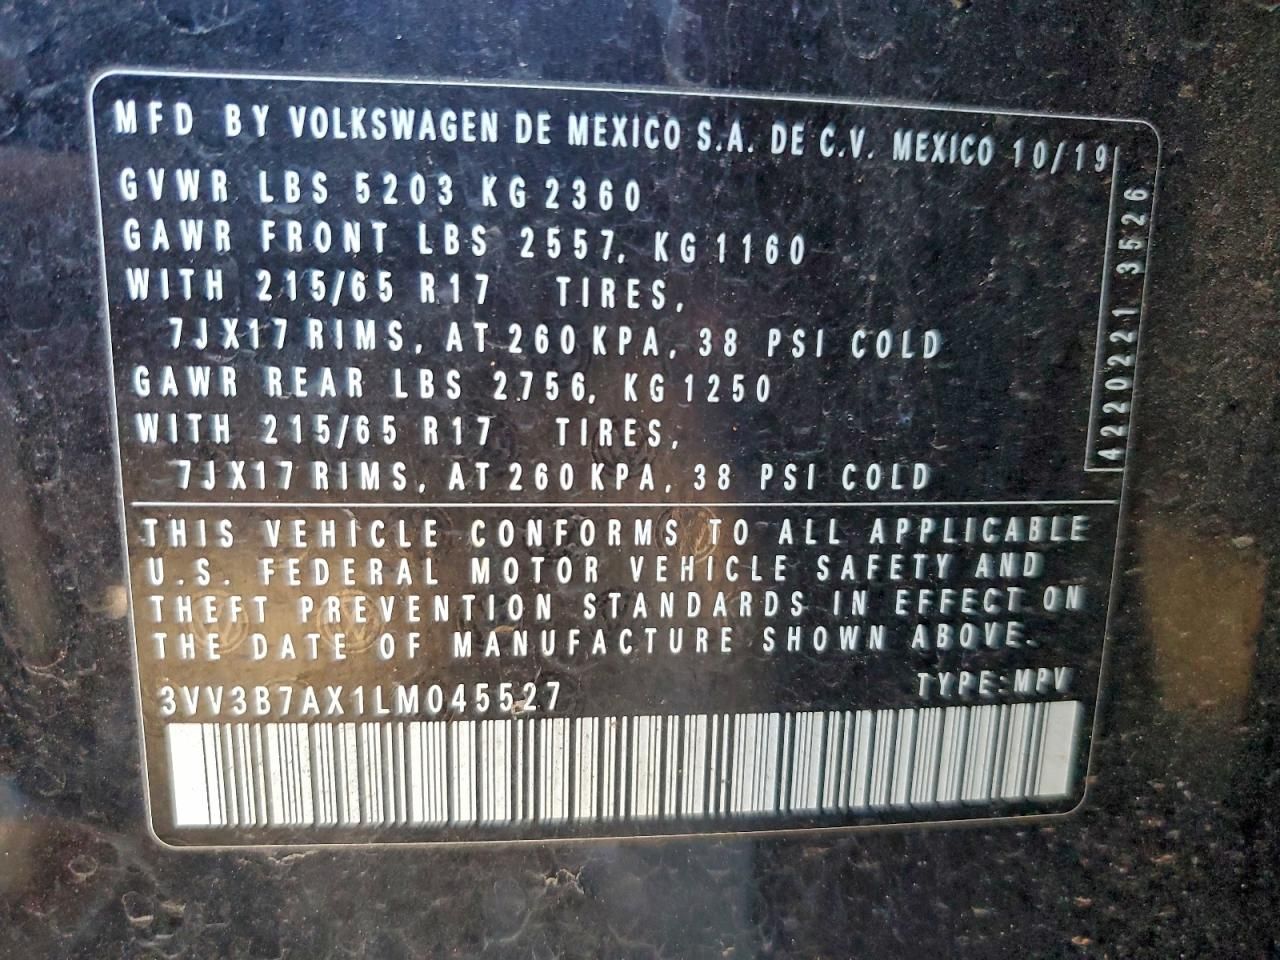 MFD BY VOLKSWAGEN DE MEXICO S.A. DE C.V. MEXICO 10/19
GVWR LBS 5203 KG 2360
GAWR FRONT LBS 2557, KG 1160
WITH 215/65 R17 TIRES,
7JX17 RIMS, AT 260 KPA, 38 PSI COLD
GAWR REAR LBS 2756, KG 1250
WITH 215/65 R17 TIRES,
7JX17 RIMS, AT 260 KPA, 38 PSI COLD
4220221 3526
THIS VEHICLE CONFORMS TO ALL APPLICABLE
U.S. FEDERAL MOTOR VEHICLE SAFETY AND
THEFT PREVENTION STANDARDS IN EFFECT ON
THE DATE OF MANUFACTURE SHOWN ABOVE.
TYPE:MPV
3VV3B7AX1LM045527